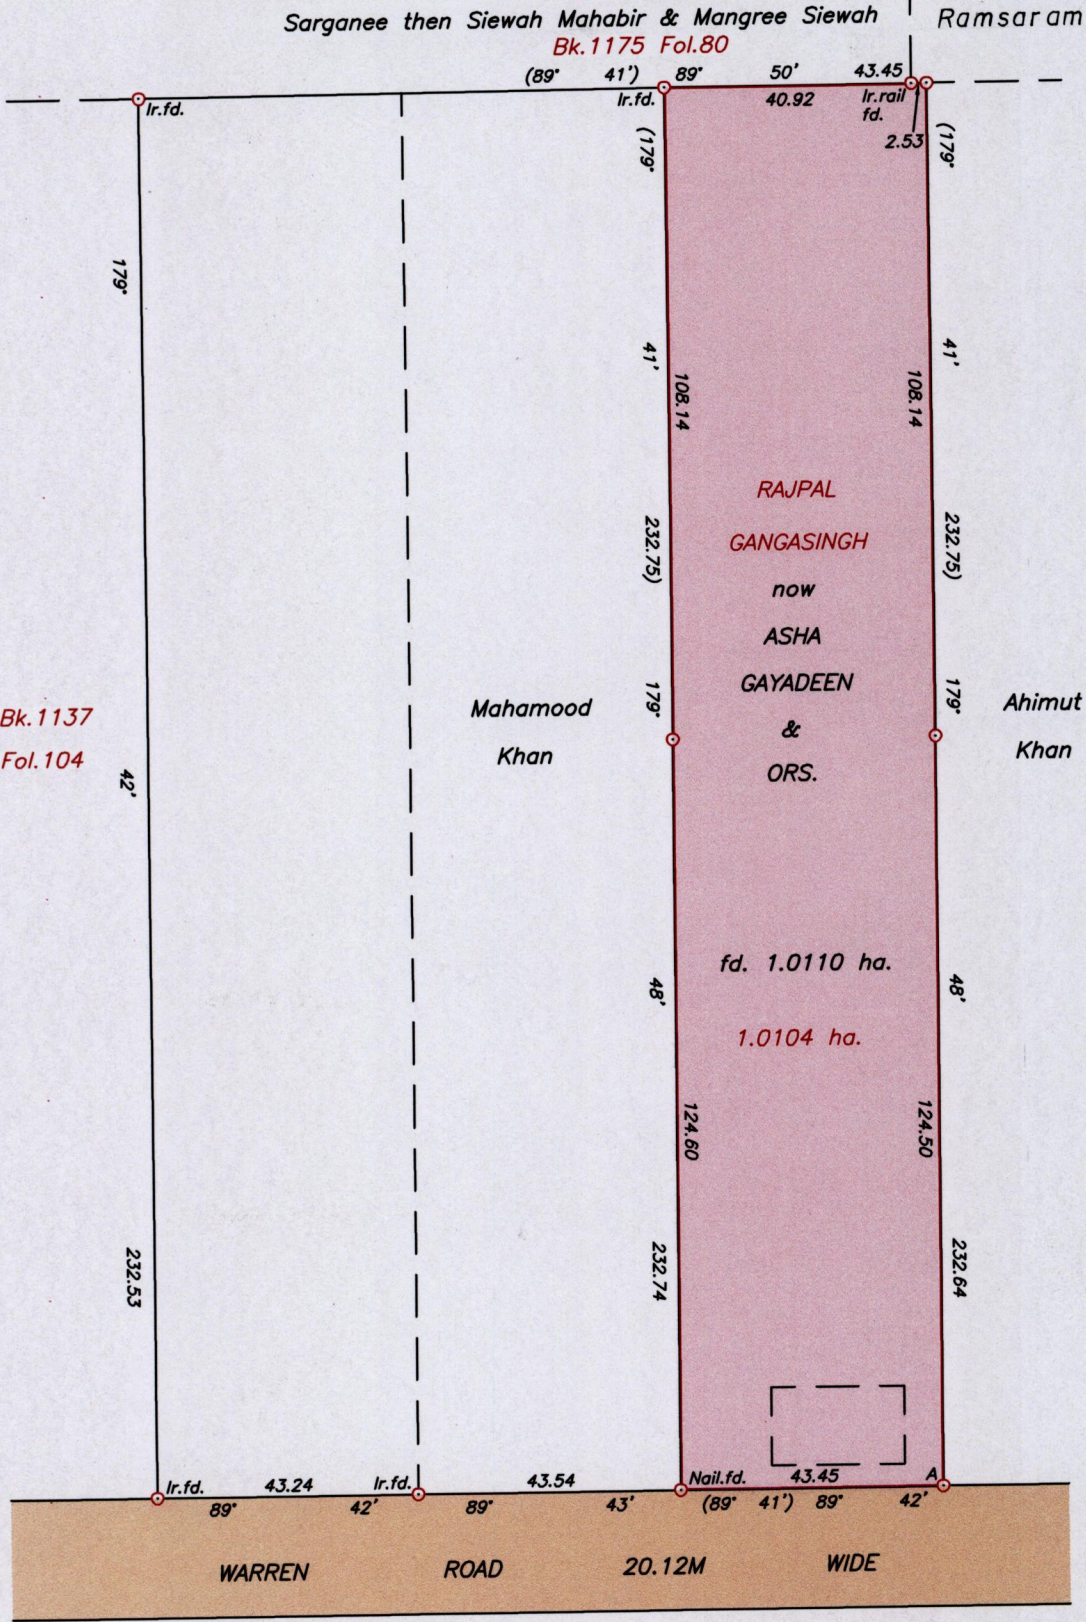 Sarganee then Siewah Mahabir & Mangree Siewah
Ramsaram
Bk.1175 Fol.80
(89° 41') 89° 50' 43.45
Ir.fd.
Ir.fd.
40.92
Ir.rail
fd.
2.53
(179°
(179°
179°
41'
41'
108.14
108.14
RAJPAL
GANGASINGH
now
ASHA
GAYADEEN
&
ORS.
232.75)
232.75)
179°
179°
Mahamood
Khan
Ahimut
Khan
Bk.1137
Fol.104
42'
fd. 1.0110 ha.
1.0104 ha.
48'
48'
124.60
124.50
232.53
232.74
232.64
Ir.fd.
43.24
Ir.fd.
43.54
Nail.fd.
43.45
A
89° 42'
89° 43'
(89° 41') 89° 42'
WARREN ROAD 20.12M WIDE